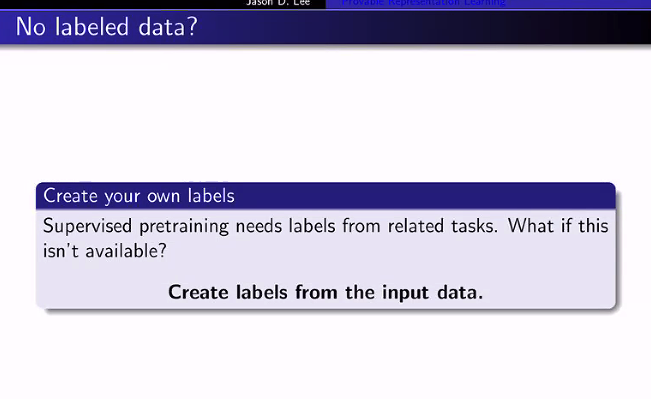 Jason D. Lee Provable Representation Learning
No labeled data?
Create your own labels
Supervised pretraining needs labels from related tasks. What if this
isn't available?
Create labels from the input data.